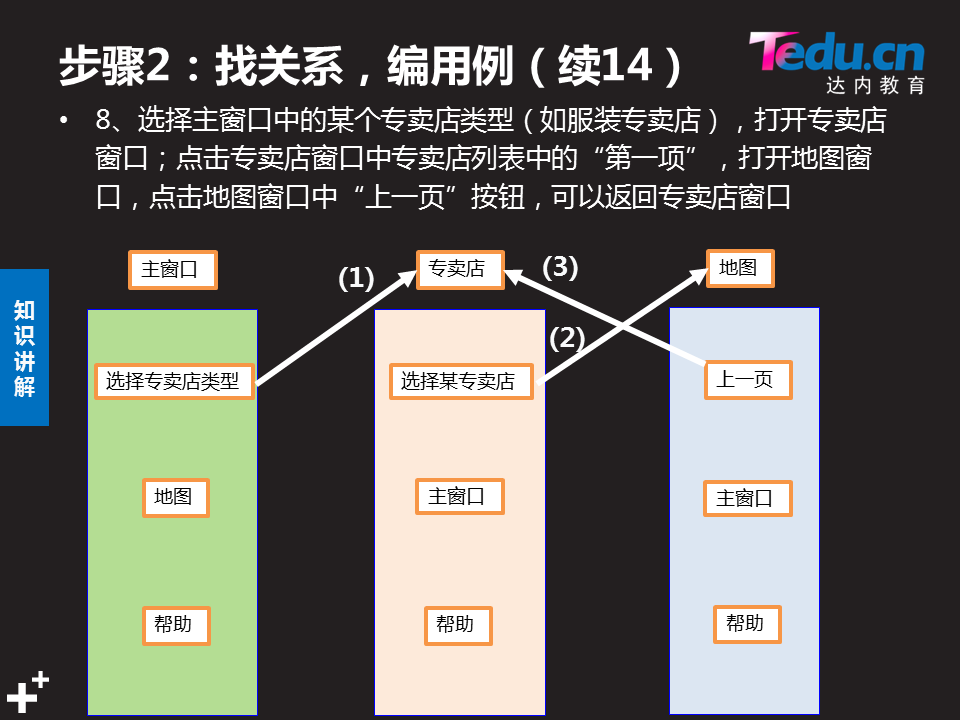 步骤2：找关系，编用例（续14）
Tedu.cn
达内教育
• 8、选择主窗口中的某个专卖店类型（如服装专卖店），打开专卖店
窗口；点击专卖店窗口中专卖店列表中的“第一项”，打开地图窗
口，点击地图窗口中“上一页”按钮，可以返回专卖店窗口
知识讲解
主窗口
(1)
专卖店
(3)
地图
(2)
选择专卖店类型
选择某专卖店
上一页
地图
主窗口
主窗口
帮助
帮助
帮助